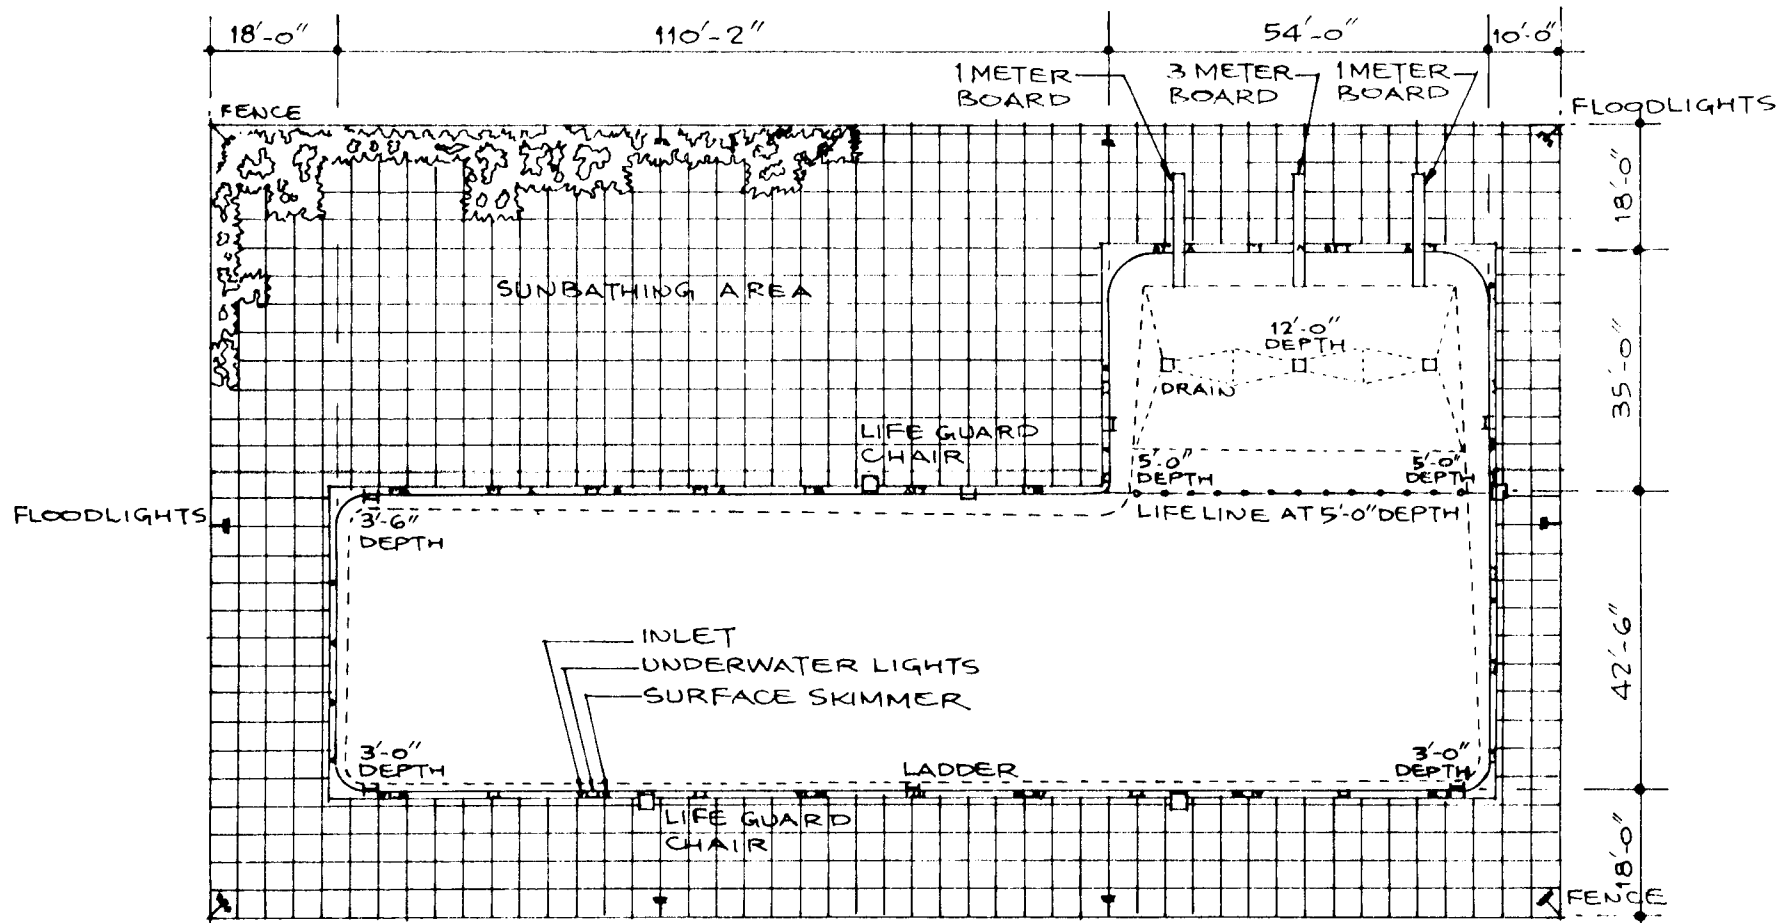 18'-0"
110'-2"
54'-0"
10'-0"
1 METER
BOARD
3 METER
BOARD
1 METER
BOARD
FENCE
FLOODLIGHTS
18'-0"
SUNBATHING AREA
12'-0"
DEPTH
DRAIN
35'-0"
LIFE GUARD
CHAIR
5'-0"
DEPTH
5'-0"
DEPTH
LIFELINE AT 5'-0" DEPTH
FLOODLIGHTS
3'-6"
DEPTH
42'-6"
INLET
UNDERWATER LIGHTS
SURFACE SKIMMER
3'-0"
DEPTH
LADDER
3'-0"
DEPTH
LIFE GUARD
CHAIR
18'-0"
FENCE